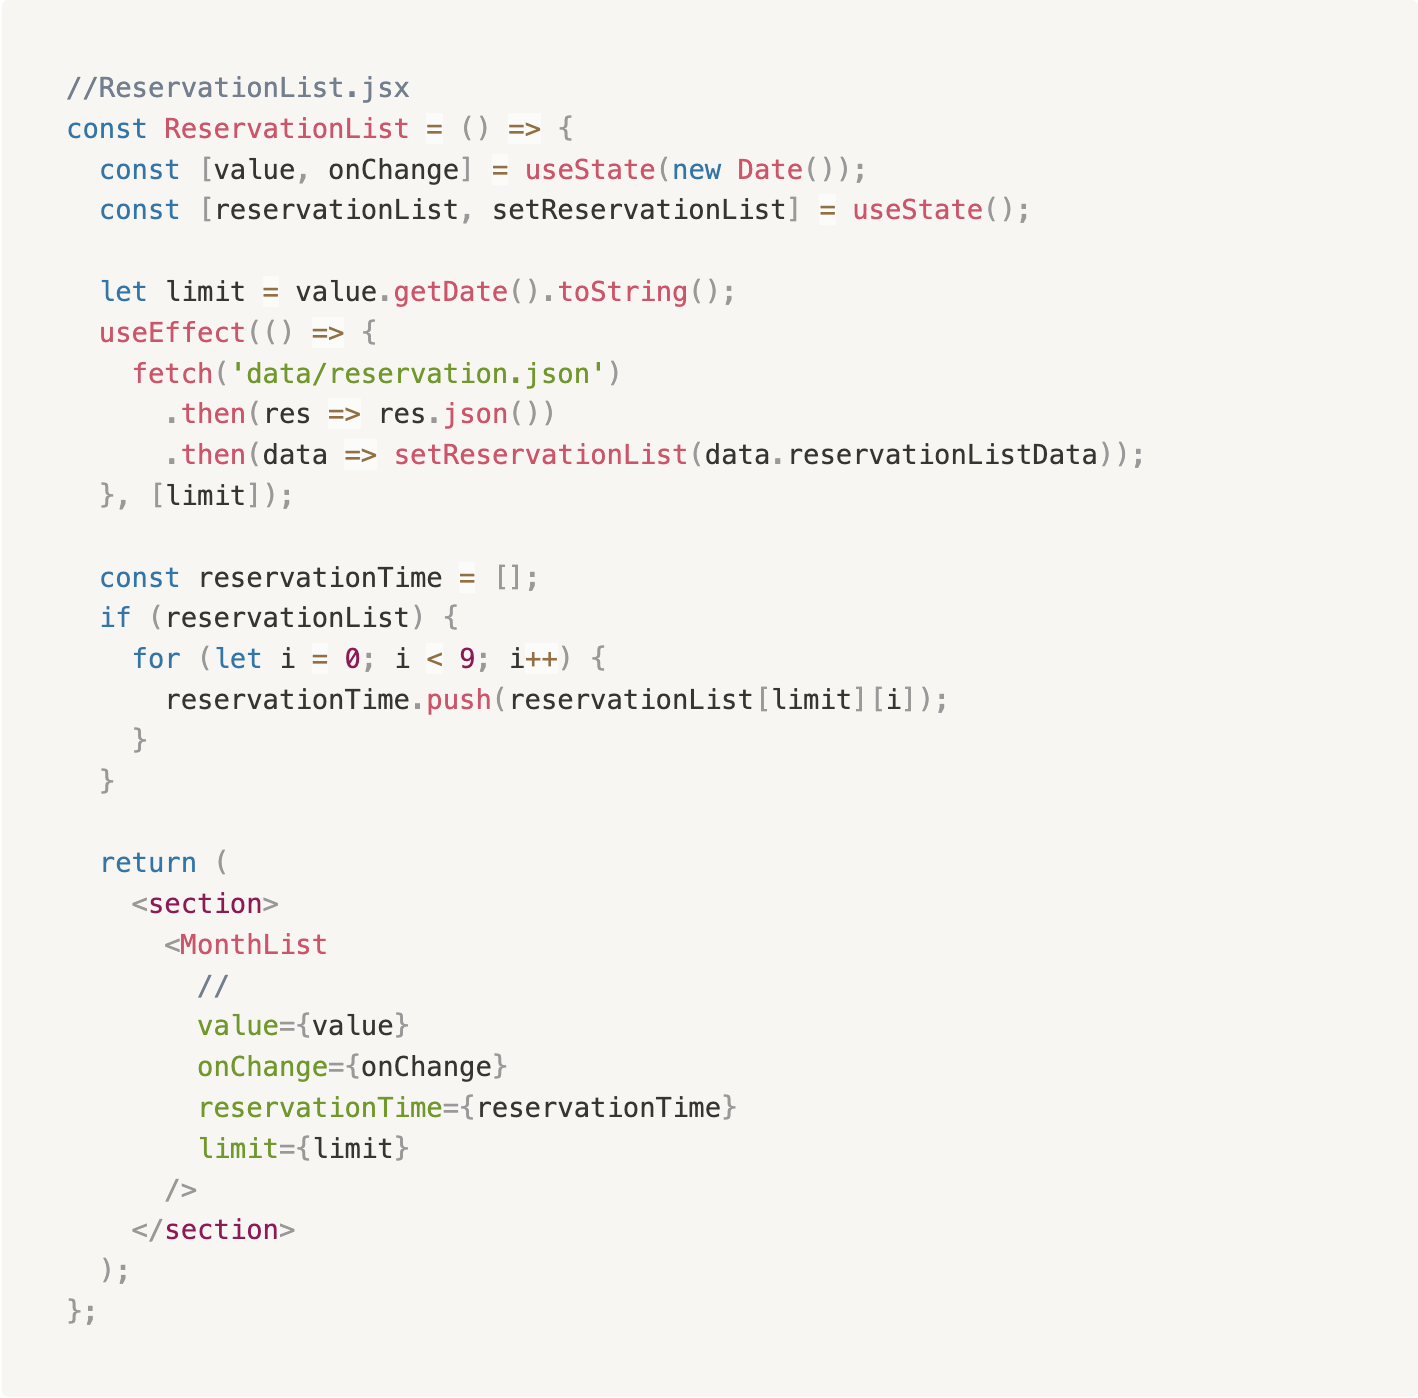 //ReservationList.jsx
const ReservationList = () => {
  const [value, onChange] = useState(new Date());
  const [reservationList, setReservationList] = useState();

  let limit = value.getDate().toString();
  useEffect(() => {
    fetch('data/reservation.json')
      .then(res => res.json())
      .then(data => setReservationList(data.reservationListData));
  }, [limit]);

  const reservationTime = [];
  if (reservationList) {
    for (let i = 0; i < 9; i++) {
      reservationTime.push(reservationList[limit][i]);
    }
  }

  return (
    <section>
      <MonthList
        //
        value={value}
        onChange={onChange}
        reservationTime={reservationTime}
        limit={limit}
      />
    </section>
  );
};